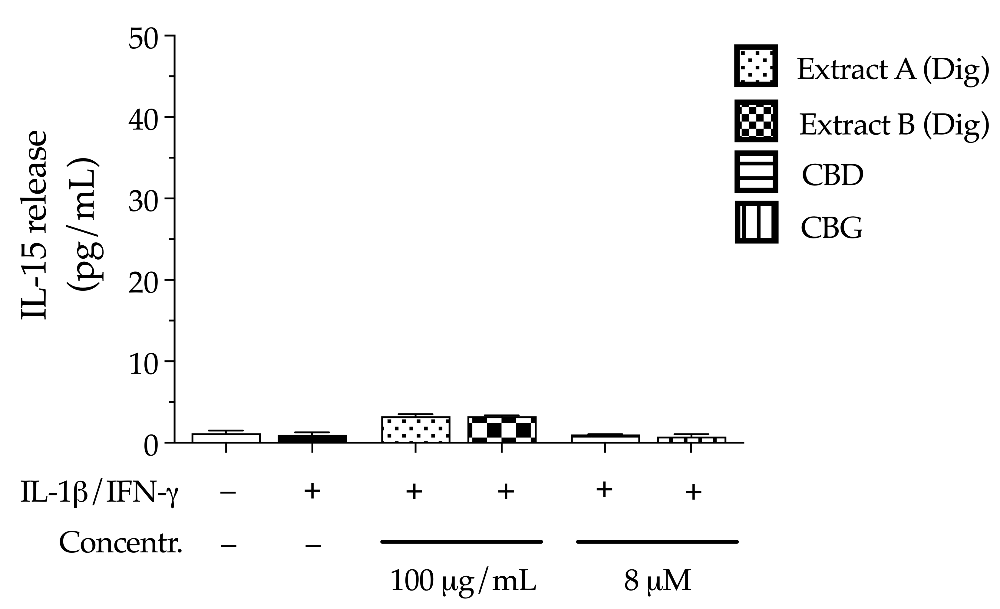 IL-15 release
(pg/mL)
50
40
30
20
10
0
Extract A (Dig)
Extract B (Dig)
CBD
CBG
IL-1β/IFN-γ – + + + + +
Concentr. – –
100 μg/mL 8 μM